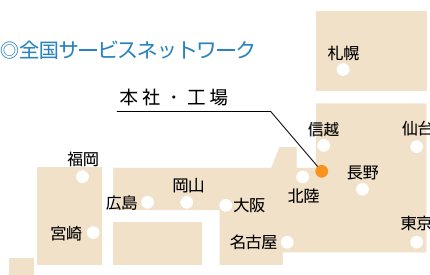 ◎全国サービスネットワーク
札幌
本社・工場
信越
仙台
福岡
長野
岡山
北陸
広島
大阪
東京
宮崎
名古屋